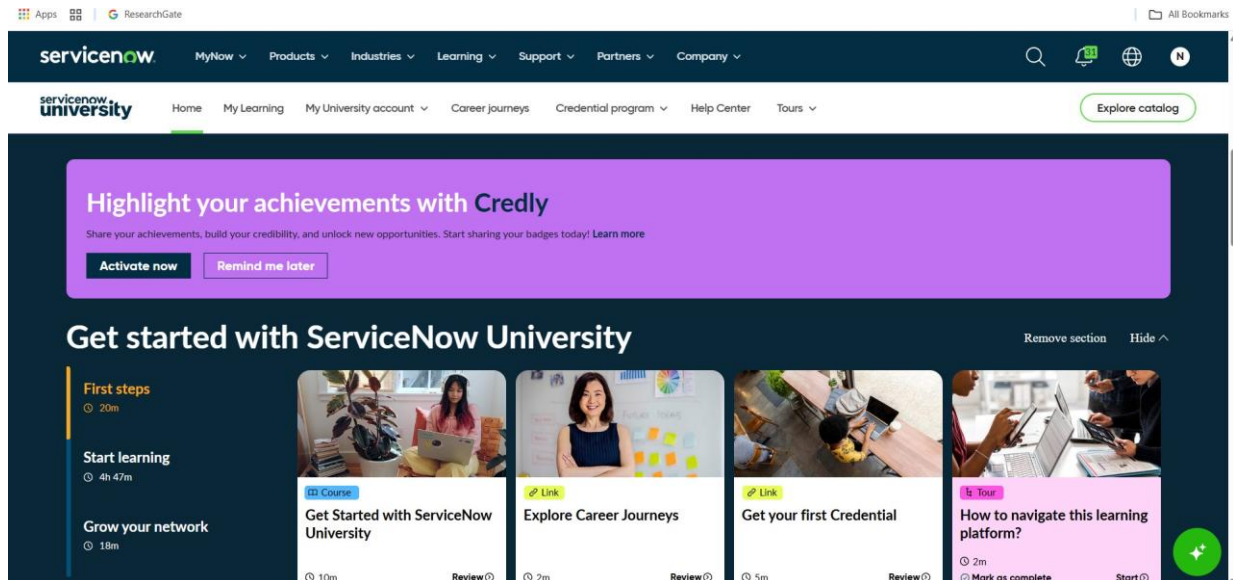 Apps ResearchGate All Bookmarks
servicenow MyNow Products Industries Learning Support Partners Company 31 N
servicenow university Home My Learning My University account Career journeys Credential program Help Center Tours Explore catalog
Highlight your achievements with Credly
Share your achievements, build your credibility, and unlock new opportunities. Start sharing your badges today! Learn more
Activate now Remind me later
Get started with ServiceNow University Remove section Hide
First steps
20m
Start learning
4h 47m
Grow your network
18m
Course
Get Started with ServiceNow
University
10m Review
Link
Explore Career Journeys
2m Review
Link
Get your first Credential
5m Review
Tour
How to navigate this learning
platform?
2m
Mark as complete Start